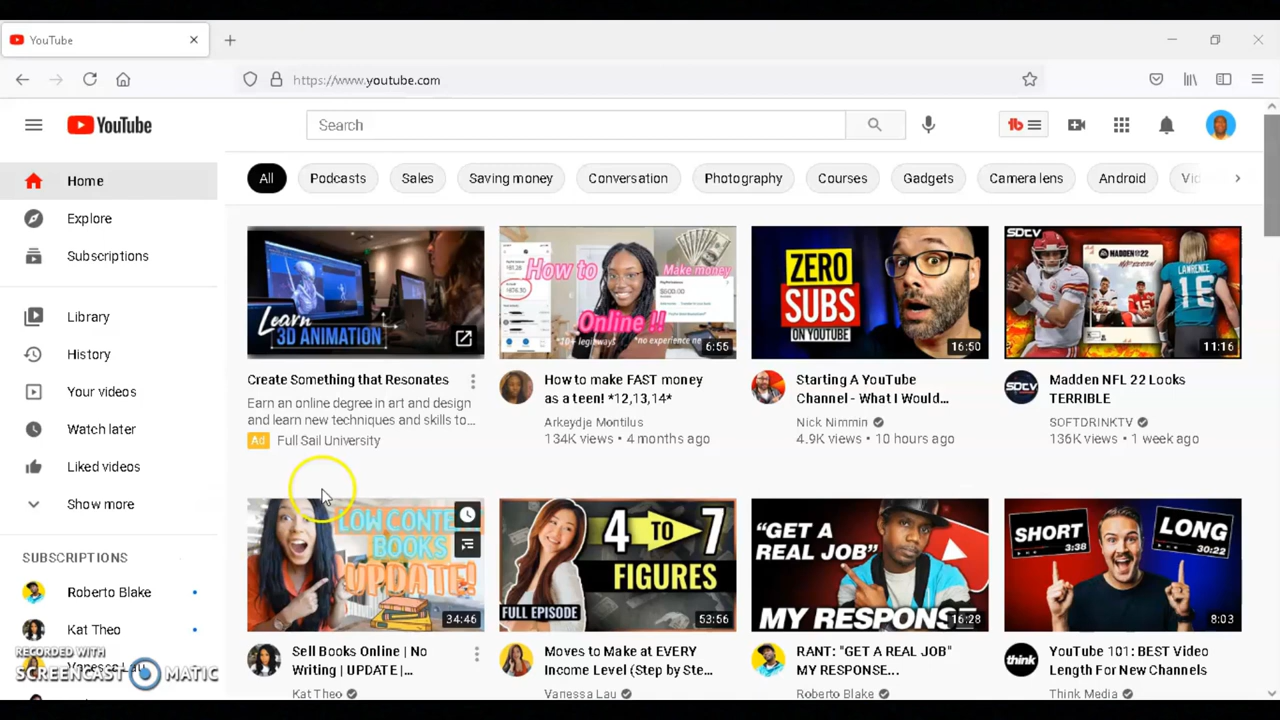 YouTube
https://www.youtube.com
YouTube
Search
tb
All
Podcasts
Sales
Saving money
Conversation
Photography
Courses
Gadgets
Camera lens
Android
Home
Explore
Subscriptions
Library
History
Your videos
Watch later
Liked videos
Show more
SUBSCRIPTIONS
Roberto Blake
Kat Theo
RECORDED WITH
SCREENCAST MATIC
Learn
3D ANIMATION
Create Something that Resonates
Earn an online degree in art and design
and learn new techniques and skills to...
Ad Full Sail University
How to
Make money
Online !!
*10+ legit ways *no experience ne
6:55
How to make FAST money
as a teen! *12,13,14*
Arkeydje Montilus
134K views • 4 months ago
ZERO
SUBS
ON YOUTUBE
16:50
Starting A YouTube
Channel - What I Would...
Nick Nimmin
4.9K views • 10 hours ago
SDTV
MADDEN 22
LAWRENCE
16
11:16
Madden NFL 22 Looks
TERRIBLE
SOFTDRINKTV
136K views • 1 week ago
LOW CONTE
BOOKS
UPDATE!
34:46
Sell Books Online | No
Writing | UPDATE |...
Kat Theo
4 TO 7
FIGURES
FULL EPISODE
53:56
Moves to Make at EVERY
Income Level (Step by Ste...
Vanessa Lau
"GET A
REAL JOB"
MY RESPONSE
16:28
RANT: "GET A REAL JOB"
MY RESPONSE...
Roberto Blake
SHORT
3:38
LONG
30:22
8:03
think
YouTube 101: BEST Video
Length For New Channels
Think Media